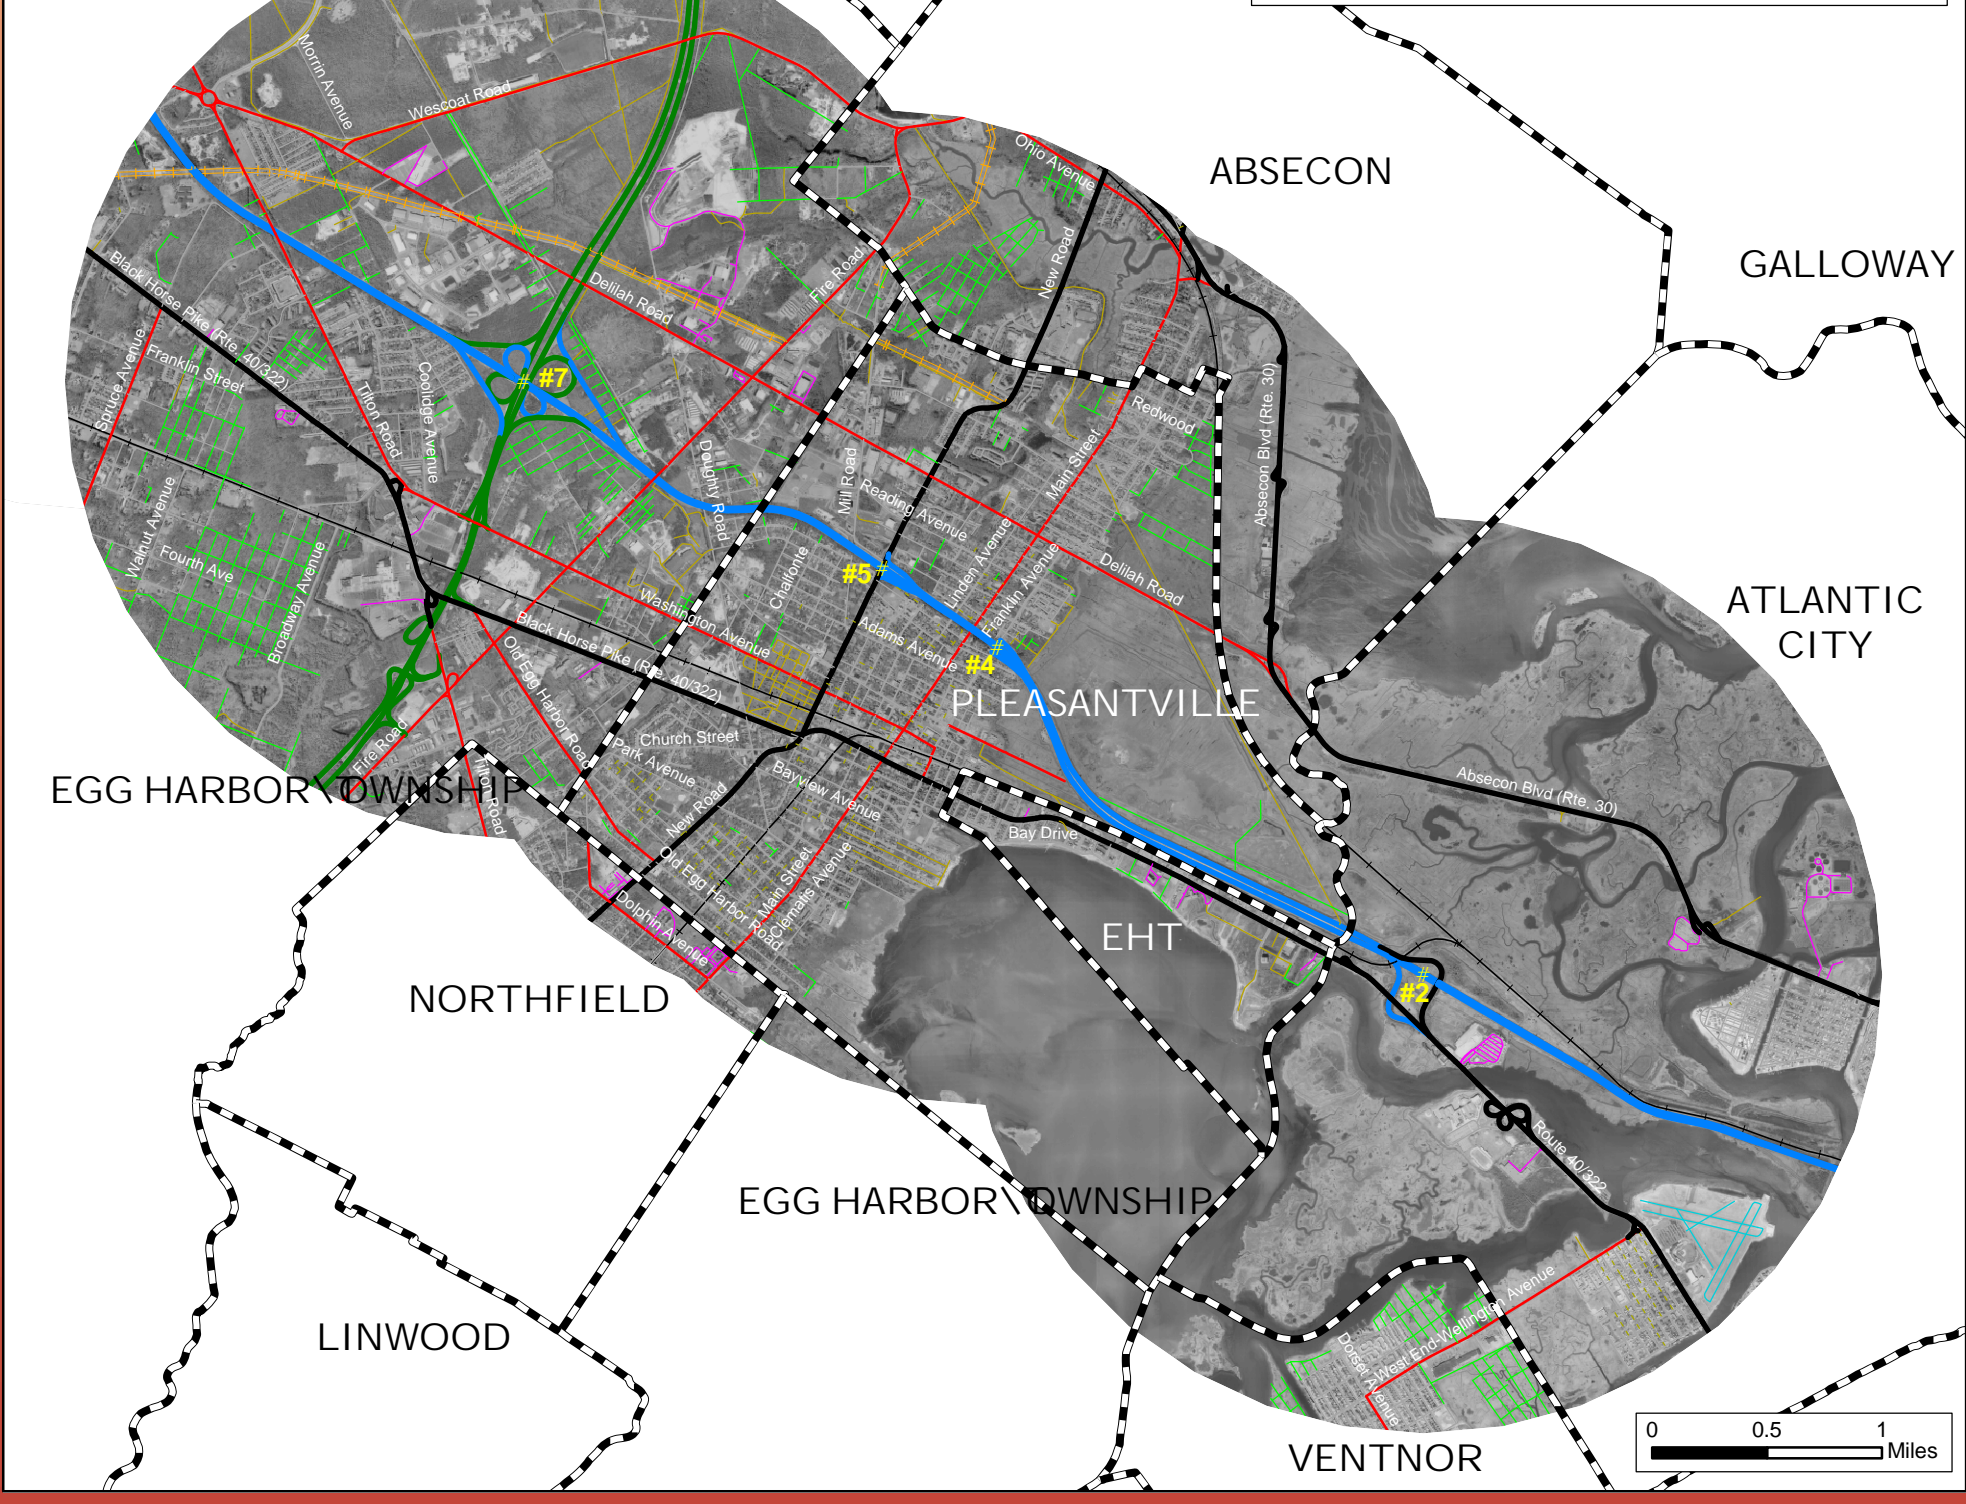 Morrin Avenue
Wescoat Road
Ohio Avenue
ABSECON
GALLOWAY
New Road
Black Horse Pike (Rte. 40/322)
Delilah Road
Fire Road
Spruce Avenue
Franklin Street
Tilton Road
Coolidge Avenue
#7
Redwood
Absecon Blvd (Rte. 30)
Main Street
Doughty Road
Mill Road
Reading Avenue
Walnut Avenue
Fourth Ave
Broadway Avenue
#5
Chalfonte
Linden Avenue
Franklin Avenue
Delilah Road
ATLANTIC
CITY
Washington Avenue
Black Horse Pike (Rte. 40/322)
Adams Avenue
#4
Old Egg Harbor Road
PLEASANTVILLE
Church Street
Park Avenue
Fire Road
Bayview Avenue
New Road
Tilton Road
EGG HARBOR TOWNSHIP
Absecon Blvd (Rte. 30)
Bay Drive
Old Egg Harbor Road
Main Street
Clematis Avenue
Dolphin Avenue
EHT
NORTHFIELD
#2
Route 40/322
EGG HARBOR TOWNSHIP
LINWOOD
West End-Wellington Avenue
Dorset Avenue
VENTNOR
0 0.5 1
Miles